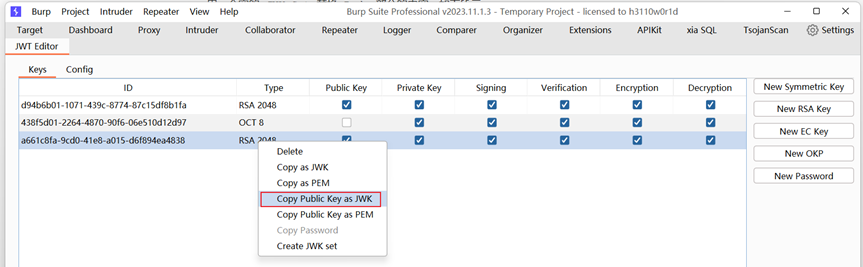 Burp Project Intruder Repeater View Help Burp Suite Professional v2023.11.1.3 - Temporary Project - licensed to h3110w0r1d
Target Dashboard Proxy Intruder Collaborator Repeater Logger Comparer Organizer Extensions APIKit xia SQL TsojanScan Settings
JWT Editor
Keys Config
ID Type Public Key Private Key Signing Verification Encryption Decryption
d94b6b01-1071-439c-8774-87c15df8b1fa RSA 2048
438f5d01-2264-4870-90f6-06e510d12d97 OCT 8
a661c8fa-9cd0-41e8-a015-d6f894ea4838 RSA 2048
Delete
Copy as JWK
Copy as PEM
Copy Public Key as JWK
Copy Public Key as PEM
Copy Password
Create JWK set
New Symmetric Key
New RSA Key
New EC Key
New OKP
New Password